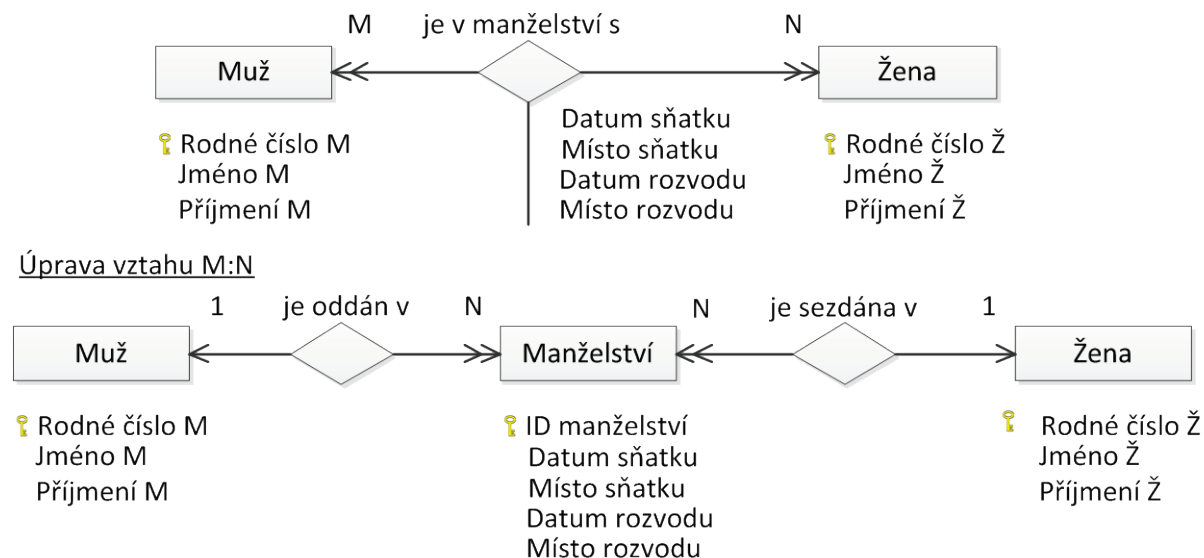 M je v manželství s N
Muž Žena
Rodné číslo M
Jméno M
Příjmení M
Datum sňatku
Místo sňatku
Datum rozvodu
Místo rozvodu
Rodné číslo Ž
Jméno Ž
Příjmení Ž
Úprava vztahu M:N
1 je oddán v N N je sezdána v 1
Muž Manželství Žena
Rodné číslo M
Jméno M
Příjmení M
ID manželství
Datum sňatku
Místo sňatku
Datum rozvodu
Místo rozvodu
Rodné číslo Ž
Jméno Ž
Příjmení Ž